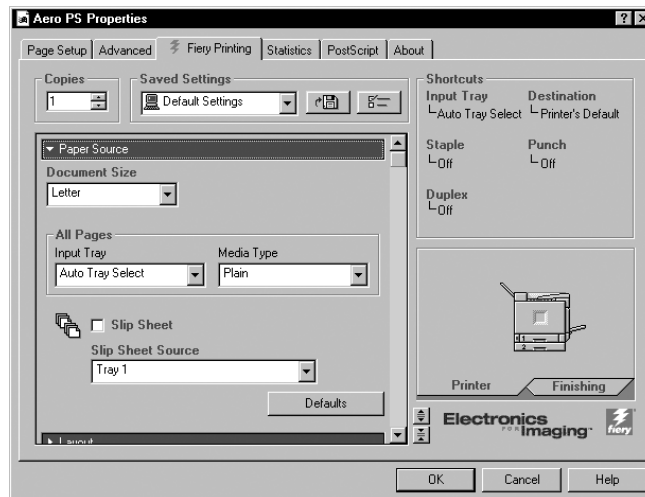 Aero PS Properties
Page Setup
Advanced
Fiery Printing
Statistics
PostScript
About
Copies
1
Saved Settings
Default Settings
Paper Source
Document Size
Letter
All Pages
Input Tray
Media Type
Auto Tray Select
Plain
Slip Sheet
Slip Sheet Source
Tray 1
Defaults
Layout
Shortcuts
Input Tray
Destination
Auto Tray Select
Printer's Default
Staple
Punch
Off
Off
Duplex
Off
1
2
Printer
Finishing
Electronics
FOR Imaging
fiery
OK
Cancel
Help